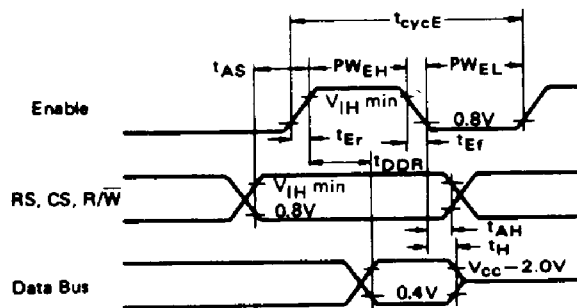 tcycE
tAS PWEH PWEL
Enable VIH min 0.8V
tEr tEf
tDDR
RS, CS, R/W̅ VIH min
0.8V
tAH
tH
VCC−2.0V
Data Bus 0.4V